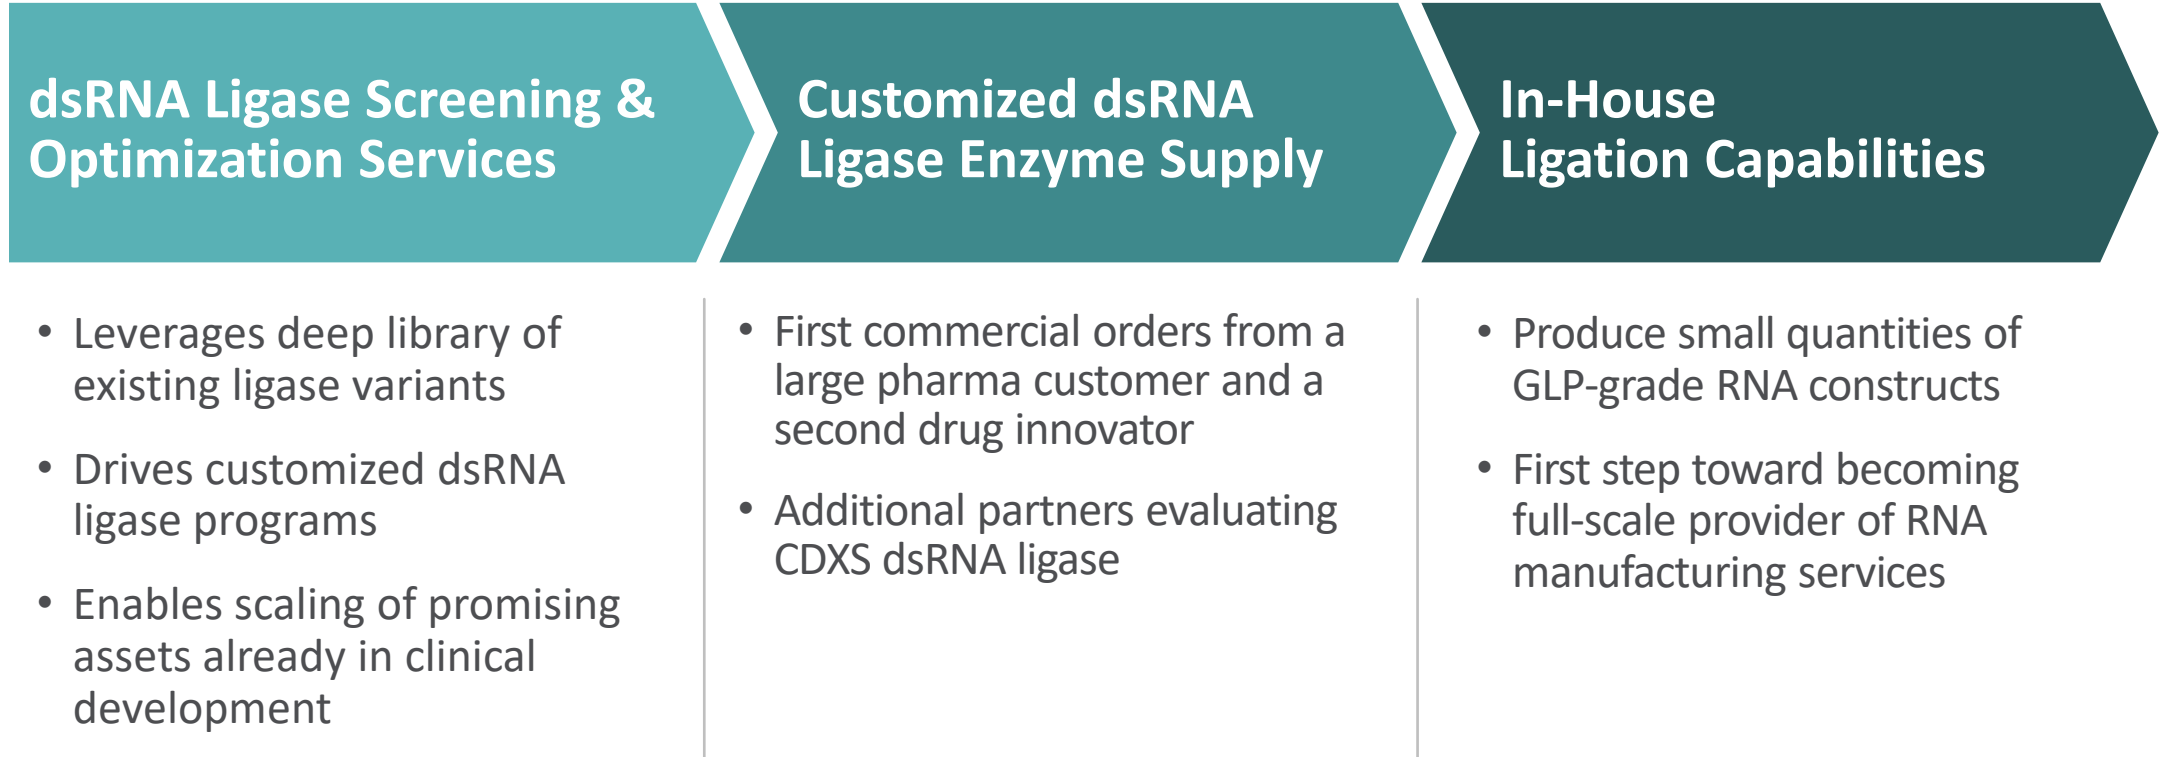 dsRNA Ligase Screening &
Optimization Services
• Leverages deep library of
existing ligase variants
• Drives customized dsRNA
ligase programs
• Enables scaling of promising
assets already in clinical
development
Customized dsRNA
Ligase Enzyme Supply
• First commercial orders from a
large pharma customer and a
second drug innovator
• Additional partners evaluating
CDXS dsRNA ligase
In-House
Ligation Capabilities
• Produce small quantities of
GLP-grade RNA constructs
• First step toward becoming
full-scale provider of RNA
manufacturing services